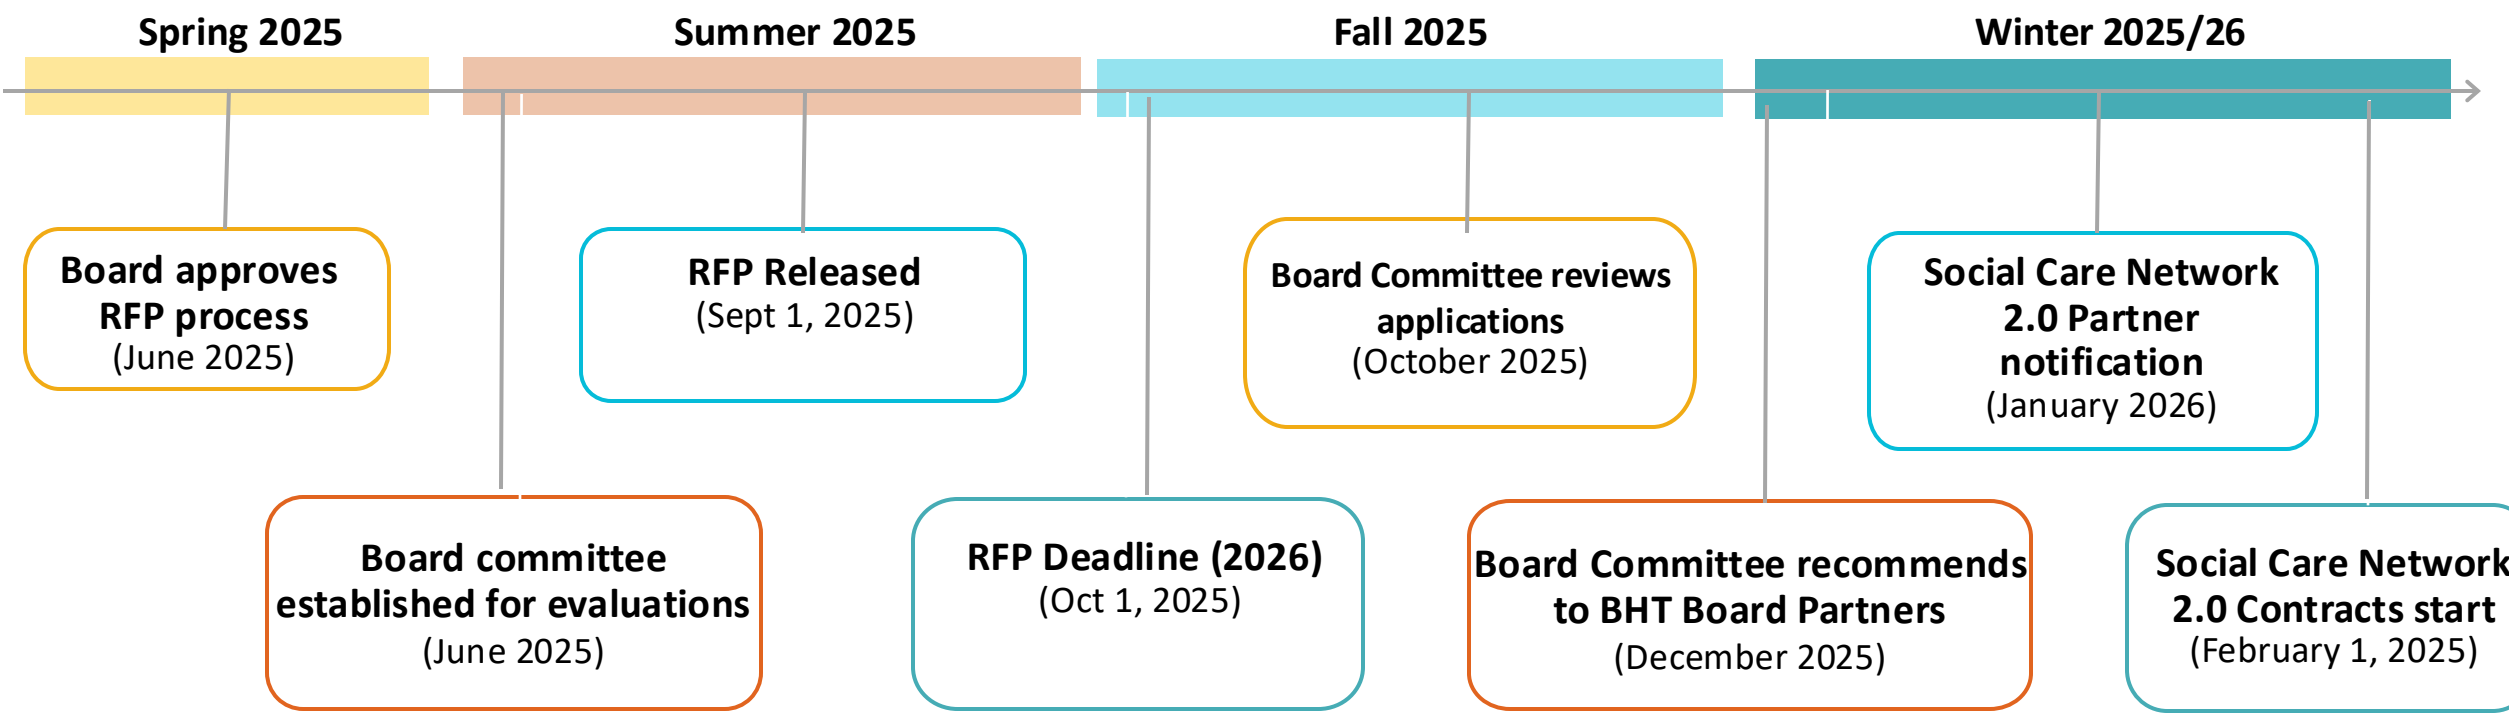 Spring 2025
Summer 2025
Fall 2025
Winter 2025/26
Board approves
RFP process
(June 2025)
RFP Released
(Sept 1, 2025)
Board Committee reviews
applications
(October 2025)
Social Care Network
2.0 Partner
notification
(January 2026)
Board committee
established for evaluations
(June 2025)
RFP Deadline (2026)
(Oct 1, 2025)
Board Committee recommends
to BHT Board Partners
(December 2025)
Social Care Network
2.0 Contracts start
(February 1, 2025)